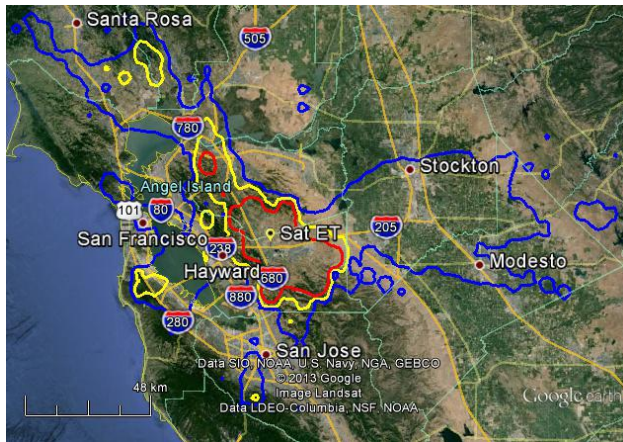 Santa Rosa
505
780
Stockton
Angel Island
101
80
205
San Francisco
238
Sat ET
Hayward
680
Modesto
880
280
San Jose
Data SIO, NOAA, U.S. Navy, NGA, GEBCO
© 2013 Google
48 km
Image Landsat
Google earth
Data LDEO-Columbia, NSF, NOAA